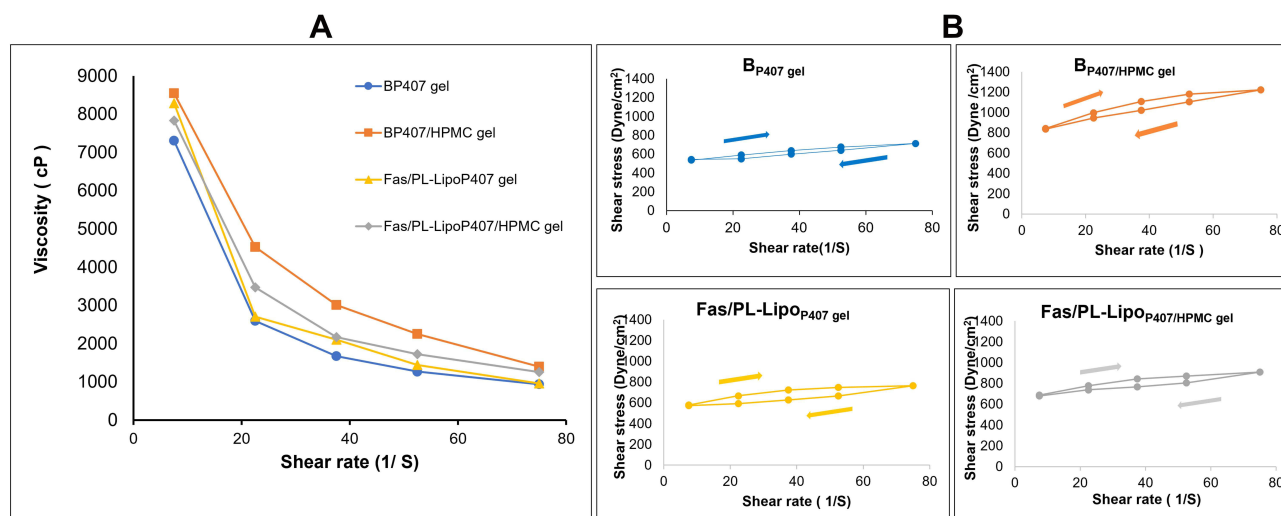 A
B
9000
8000
7000
6000
5000
4000
3000
2000
1000
0
Viscosity ( cP)
BP407 gel
BP407/HPMC gel
Fas/PL-LipoP407 gel
Fas/PL-LipoP407/HPMC gel
0 20 40 60 80
Shear rate (1/ S)
BP407 gel
1400
1200
1000
800
600
400
200
0
Shear stress (Dyne/cm²)
0 20 40 60 80
Shear rate(1/S)
BP407/HPMC gel
1400
1200
1000
800
600
400
200
0
Shear stress (Dyne /cm²)
0 20 40 60 80
Shear rate (1/S )
Fas/PL-LipoP407 gel
1400
1200
1000
800
600
400
200
0
Shear stress (Dyne/cm²)
0 20 40 60 80
Shear rate ( 1/S)
Fas/PL-LipoP407/HPMC gel
1400
1200
1000
800
600
400
200
0
Shear stress (Dyne/cm²)
0 20 40 60 80
Shear rate ( 1/S)